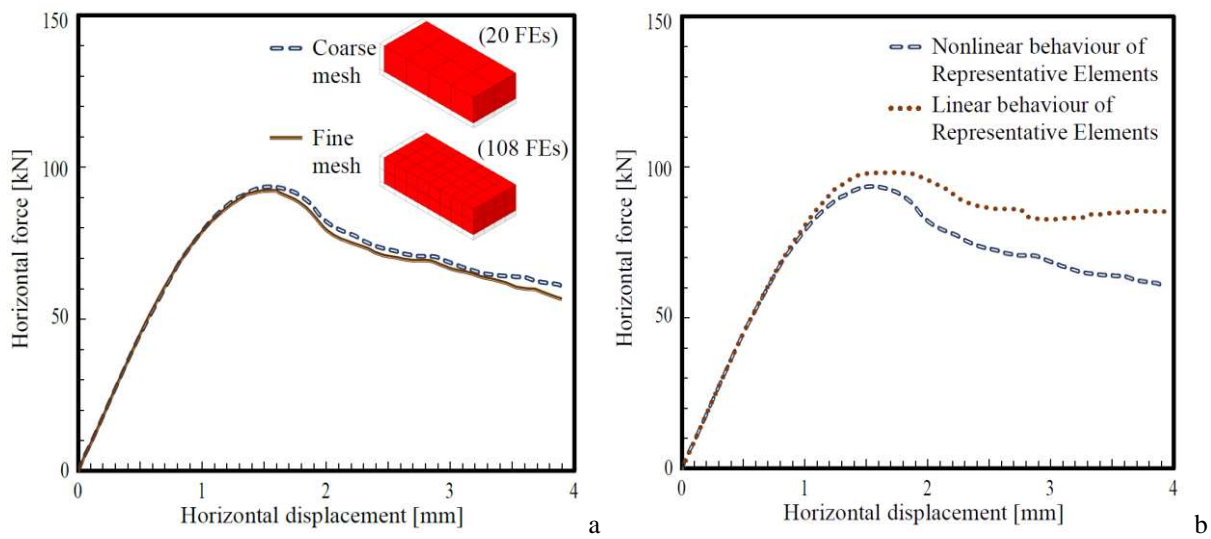 150
100
50
0
Horizontal force [kN]
Coarse
mesh
(20 FEs)
Fine
mesh
(108 FEs)
0 1 2 3 4
Horizontal displacement [mm]
a
150
100
50
0
Horizontal force [kN]
Nonlinear behaviour of
Representative Elements
Linear behaviour of
Representative Elements
0 1 2 3 4
Horizontal displacement [mm]
b